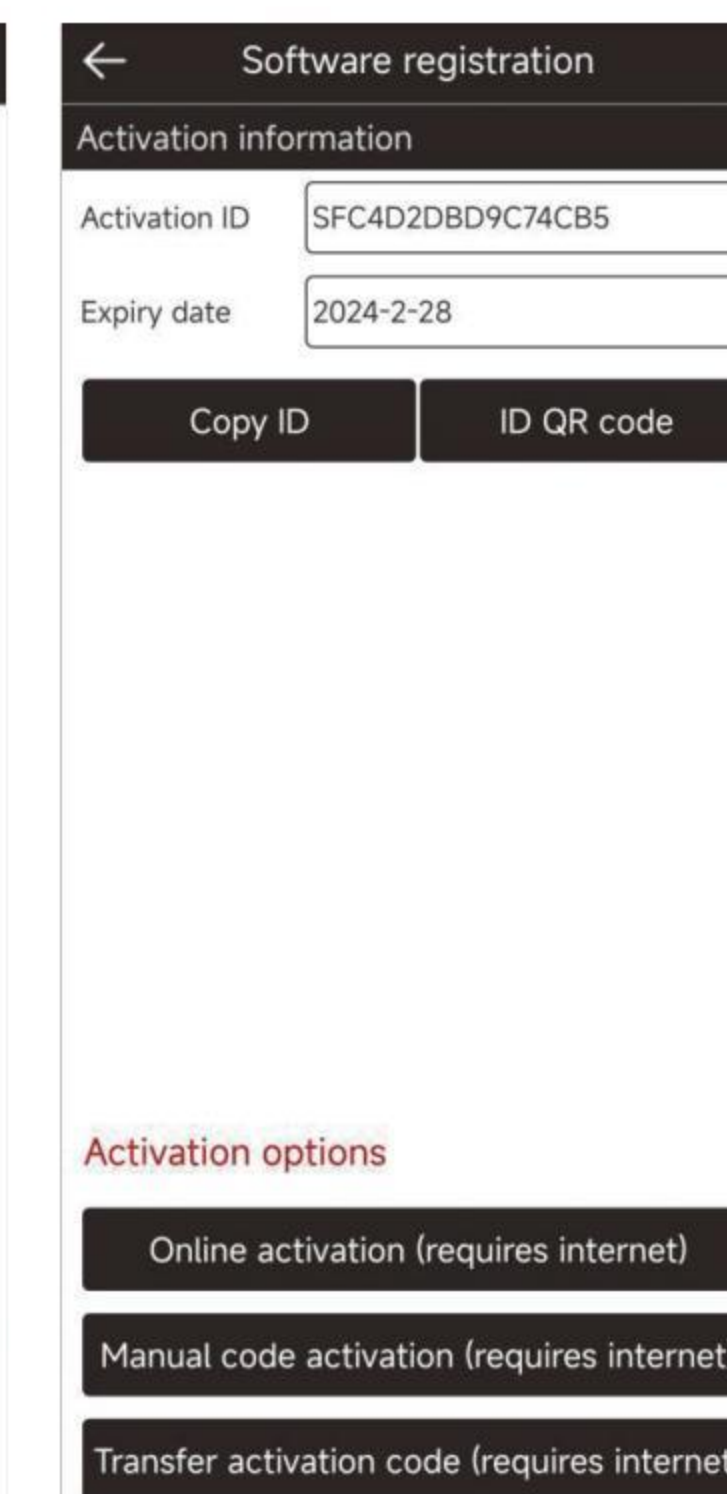 Software registration
Activation information
Activation ID SFC4D2DBD9C74CB5
Expiry date 2024-2-28
Copy ID ID QR code
Activation options
Online activation (requires internet)
Manual code activation (requires internet
Transfer activation code (requires internet